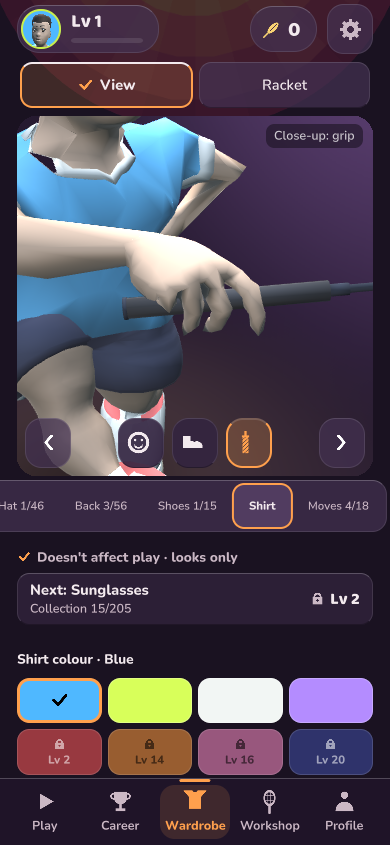 Lv 1
0
View
Racket
Close-up: grip
Hat 1/46
Back 3/56
Shoes 1/15
Shirt
Moves 4/18
Doesn't affect play · looks only
Next: Sunglasses
Collection 15/205
Lv 2
Shirt colour · Blue
Lv 2
Lv 14
Lv 16
Lv 20
Play
Career
Wardrobe
Workshop
Profile